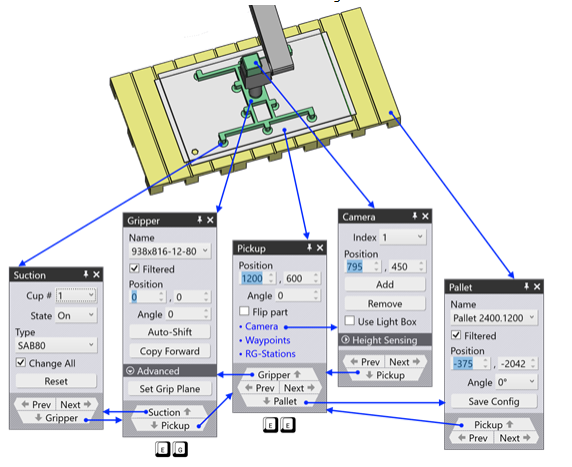 Gripper
Name
938x816-12-80
Filtered
Position
0 , 0
Angle 0
Auto-Shift
Copy Forward
Advanced
Set Grip Plane
Suction
Pickup
E G
Camera
Index 1
Position
795 , 450
Add
Remove
Use Light Box
Height Sensing
Prev Next
Pickup
Pickup
Position
1200 , 600
Angle 0
Flip part
• Camera
• Waypoints
• RG-Stations
Gripper
Prev Next
Pallet
E E
Suction
Cup # 1
State On
Type
SAB80
Change All
Reset
Prev Next
Gripper
Pallet
Name
Pallet 2400.1200
Filtered
Position
-375 , -2042
Angle 0°
Save Config
Pickup
Prev Next